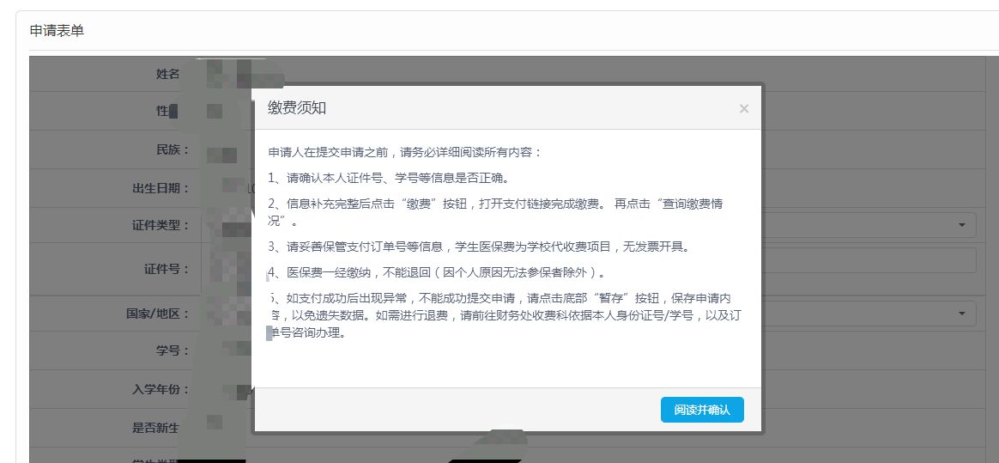 申请表单
姓名
缴费须知
×
性
民族：
申请人在提交申请之前，请务必详细阅读所有内容：
1、请确认本人证件号、学号等信息是否正确。
出生日期：
2、信息补充完整后点击“缴费”按钮，打开支付链接完成缴费。 再点击“查询缴费情
况”。
证件类型：
3、请妥善保管支付订单号等信息，学生医保费为学校代收费项目，无发票开具。
证件号：
4、医保费一经缴纳，不能退回（因个人原因无法参保者除外）。
5、如支付成功后出现异常，不能成功提交申请，请点击底部“暂存”按钮，保存申请内
容，以免遗失数据。如需进行退费，请前往财务处收费科依据本人身份证号/学号，以及订
单号咨询办理。
国家/地区：
学号：
入学年份：
阅读并确认
是否新生